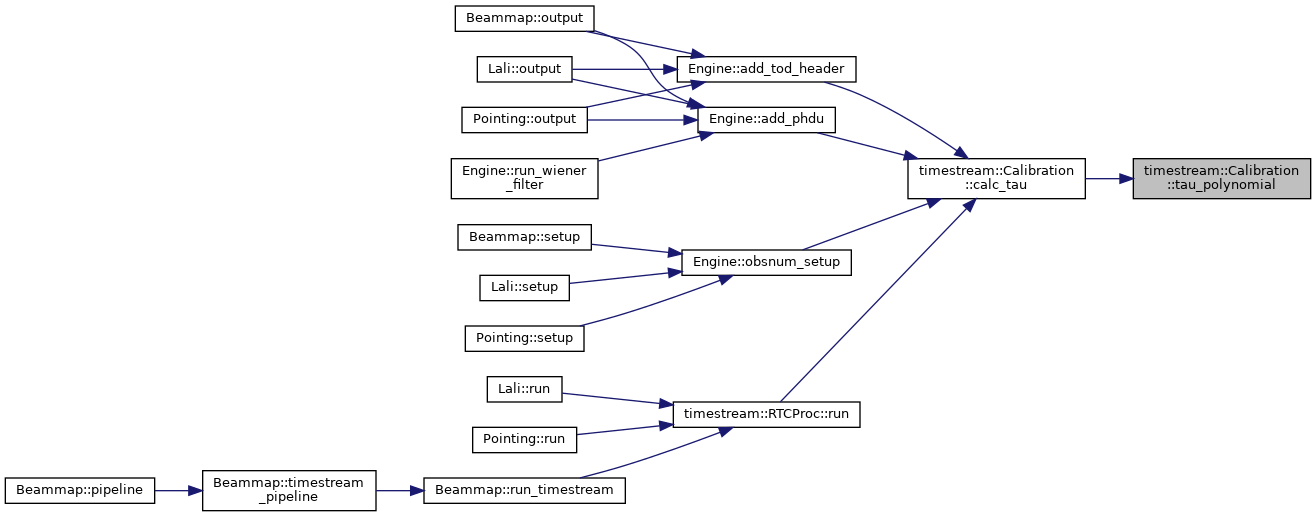 Beammap::output
Lali::output
Engine::add_tod_header
Pointing::output
Engine::add_phdu
Engine::run_wiener
_filter
timestream::Calibration
::calc_tau
timestream::Calibration
::tau_polynomial
Beammap::setup
Engine::obsnum_setup
Lali::setup
Pointing::setup
Lali::run
timestream::RTCProc::run
Pointing::run
Beammap::pipeline
Beammap::timestream
_pipeline
Beammap::run_timestream